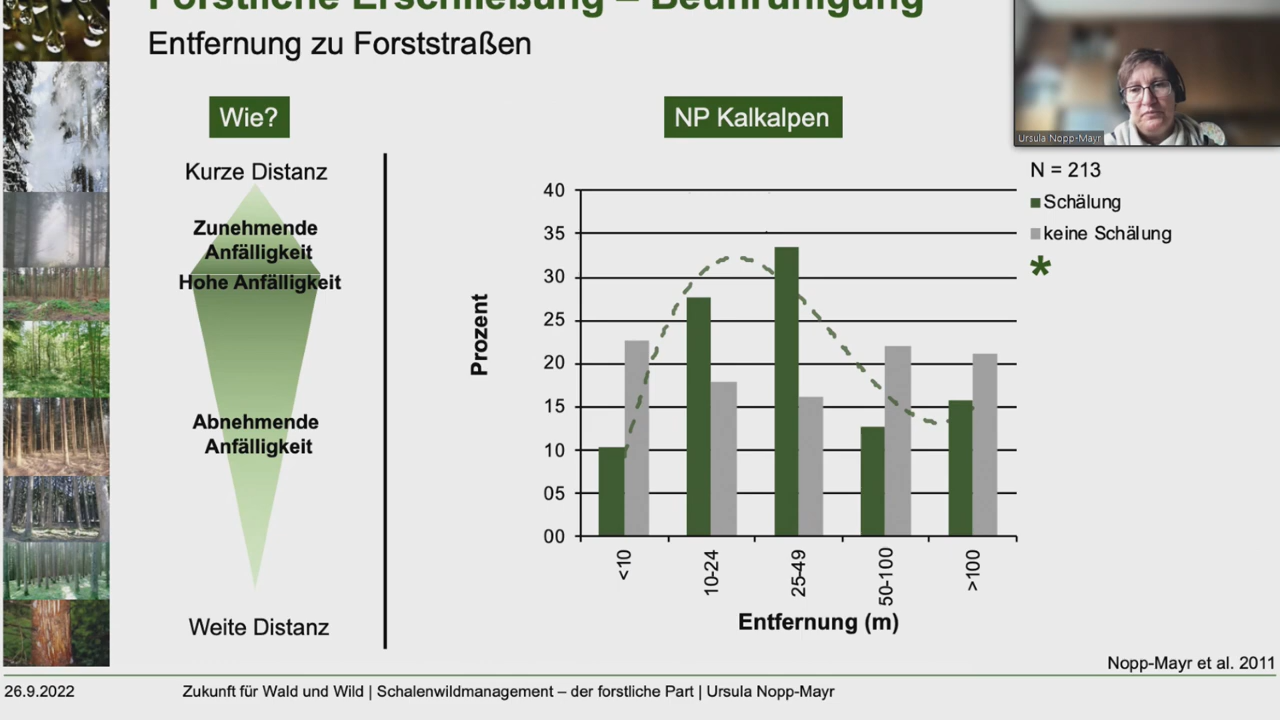 Forstliche Erschließung – Beunruhigung
Entfernung zu Forststraßen
Wie?
NP Kalkalpen
Ursula Nopp-Mayr
Kurze Distanz
Zunehmende
Anfälligkeit
Hohe Anfälligkeit
Abnehmende
Anfälligkeit
Weite Distanz
N = 213
Schälung
keine Schälung
*
Prozent
40
35
30
25
20
15
10
05
00
<10
10-24
25-49
50-100
>100
Entfernung (m)
Nopp-Mayr et al. 2011
26.9.2022
Zukunft für Wald und Wild | Schalenwildmanagement – der forstliche Part | Ursula Nopp-Mayr